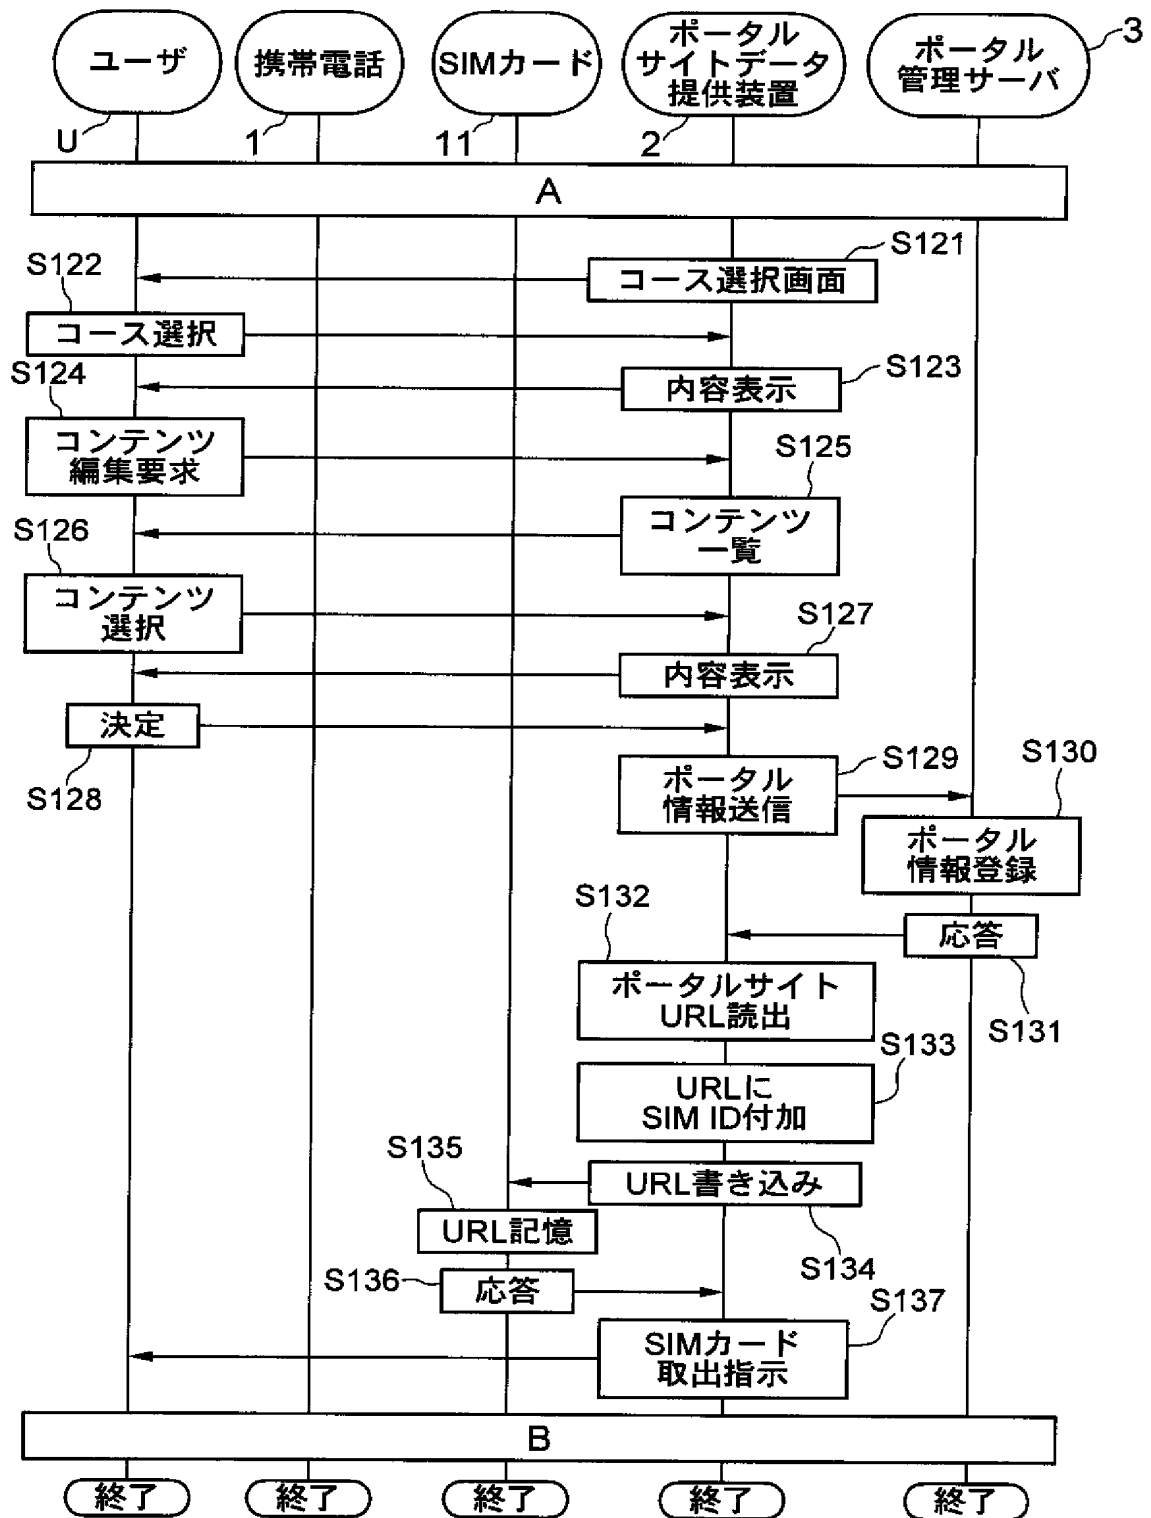 ユーザ
携帯電話
SIMカード
ポータル
サイトデータ
提供装置
ポータル
管理サーバ
3
U
1
11
2
A
S121
コース選択画面
S122
コース選択
S123
内容表示
S124
コンテンツ
編集要求
S125
コンテンツ
一覧
S126
コンテンツ
選択
S127
内容表示
決定
S128
S129
ポータル
情報送信
S130
ポータル
情報登録
応答
S131
S132
ポータルサイト
URL読出
S133
URLに
SIM ID付加
URL書き込み
S134
S135
URL記憶
S136
応答
S137
SIMカード
取出指示
B
終了
終了
終了
終了
終了